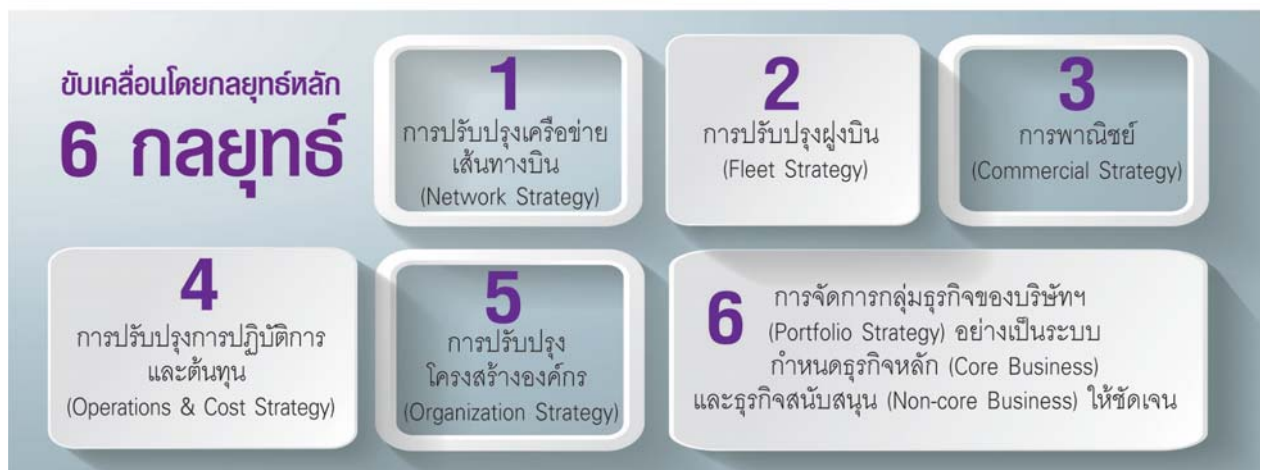 ขับเคลื่อนโดยกลยุทธ์หลัก
6 กลยุทธ์
1
การปรับปรุงเครือข่าย
เส้นทางบิน
(Network Strategy)
2
การปรับปรุงฝูงบิน
(Fleet Strategy)
3
การพาณิชย์
(Commercial Strategy)
4
การปรับปรุงการปฏิบัติการ
และต้นทุน
(Operations & Cost Strategy)
5
การปรับปรุง
โครงสร้างองค์กร
(Organization Strategy)
6
การจัดการกลุ่มธุรกิจของบริษัทฯ
(Portfolio Strategy) อย่างเป็นระบบ
กำหนดธุรกิจหลัก (Core Business)
และธุรกิจสนับสนุน (Non-core Business) ให้ชัดเจน